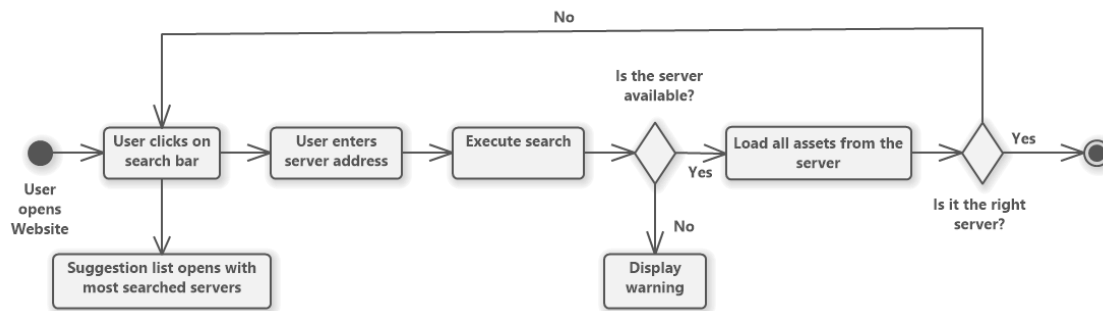 No
Is the server
available?
User clicks on
search bar
User enters
server address
Execute search
Load all assets from the
server
Yes
Yes
User
opens
Website
Is it the right
server?
No
Suggestion list opens with
most searched servers
Display
warning